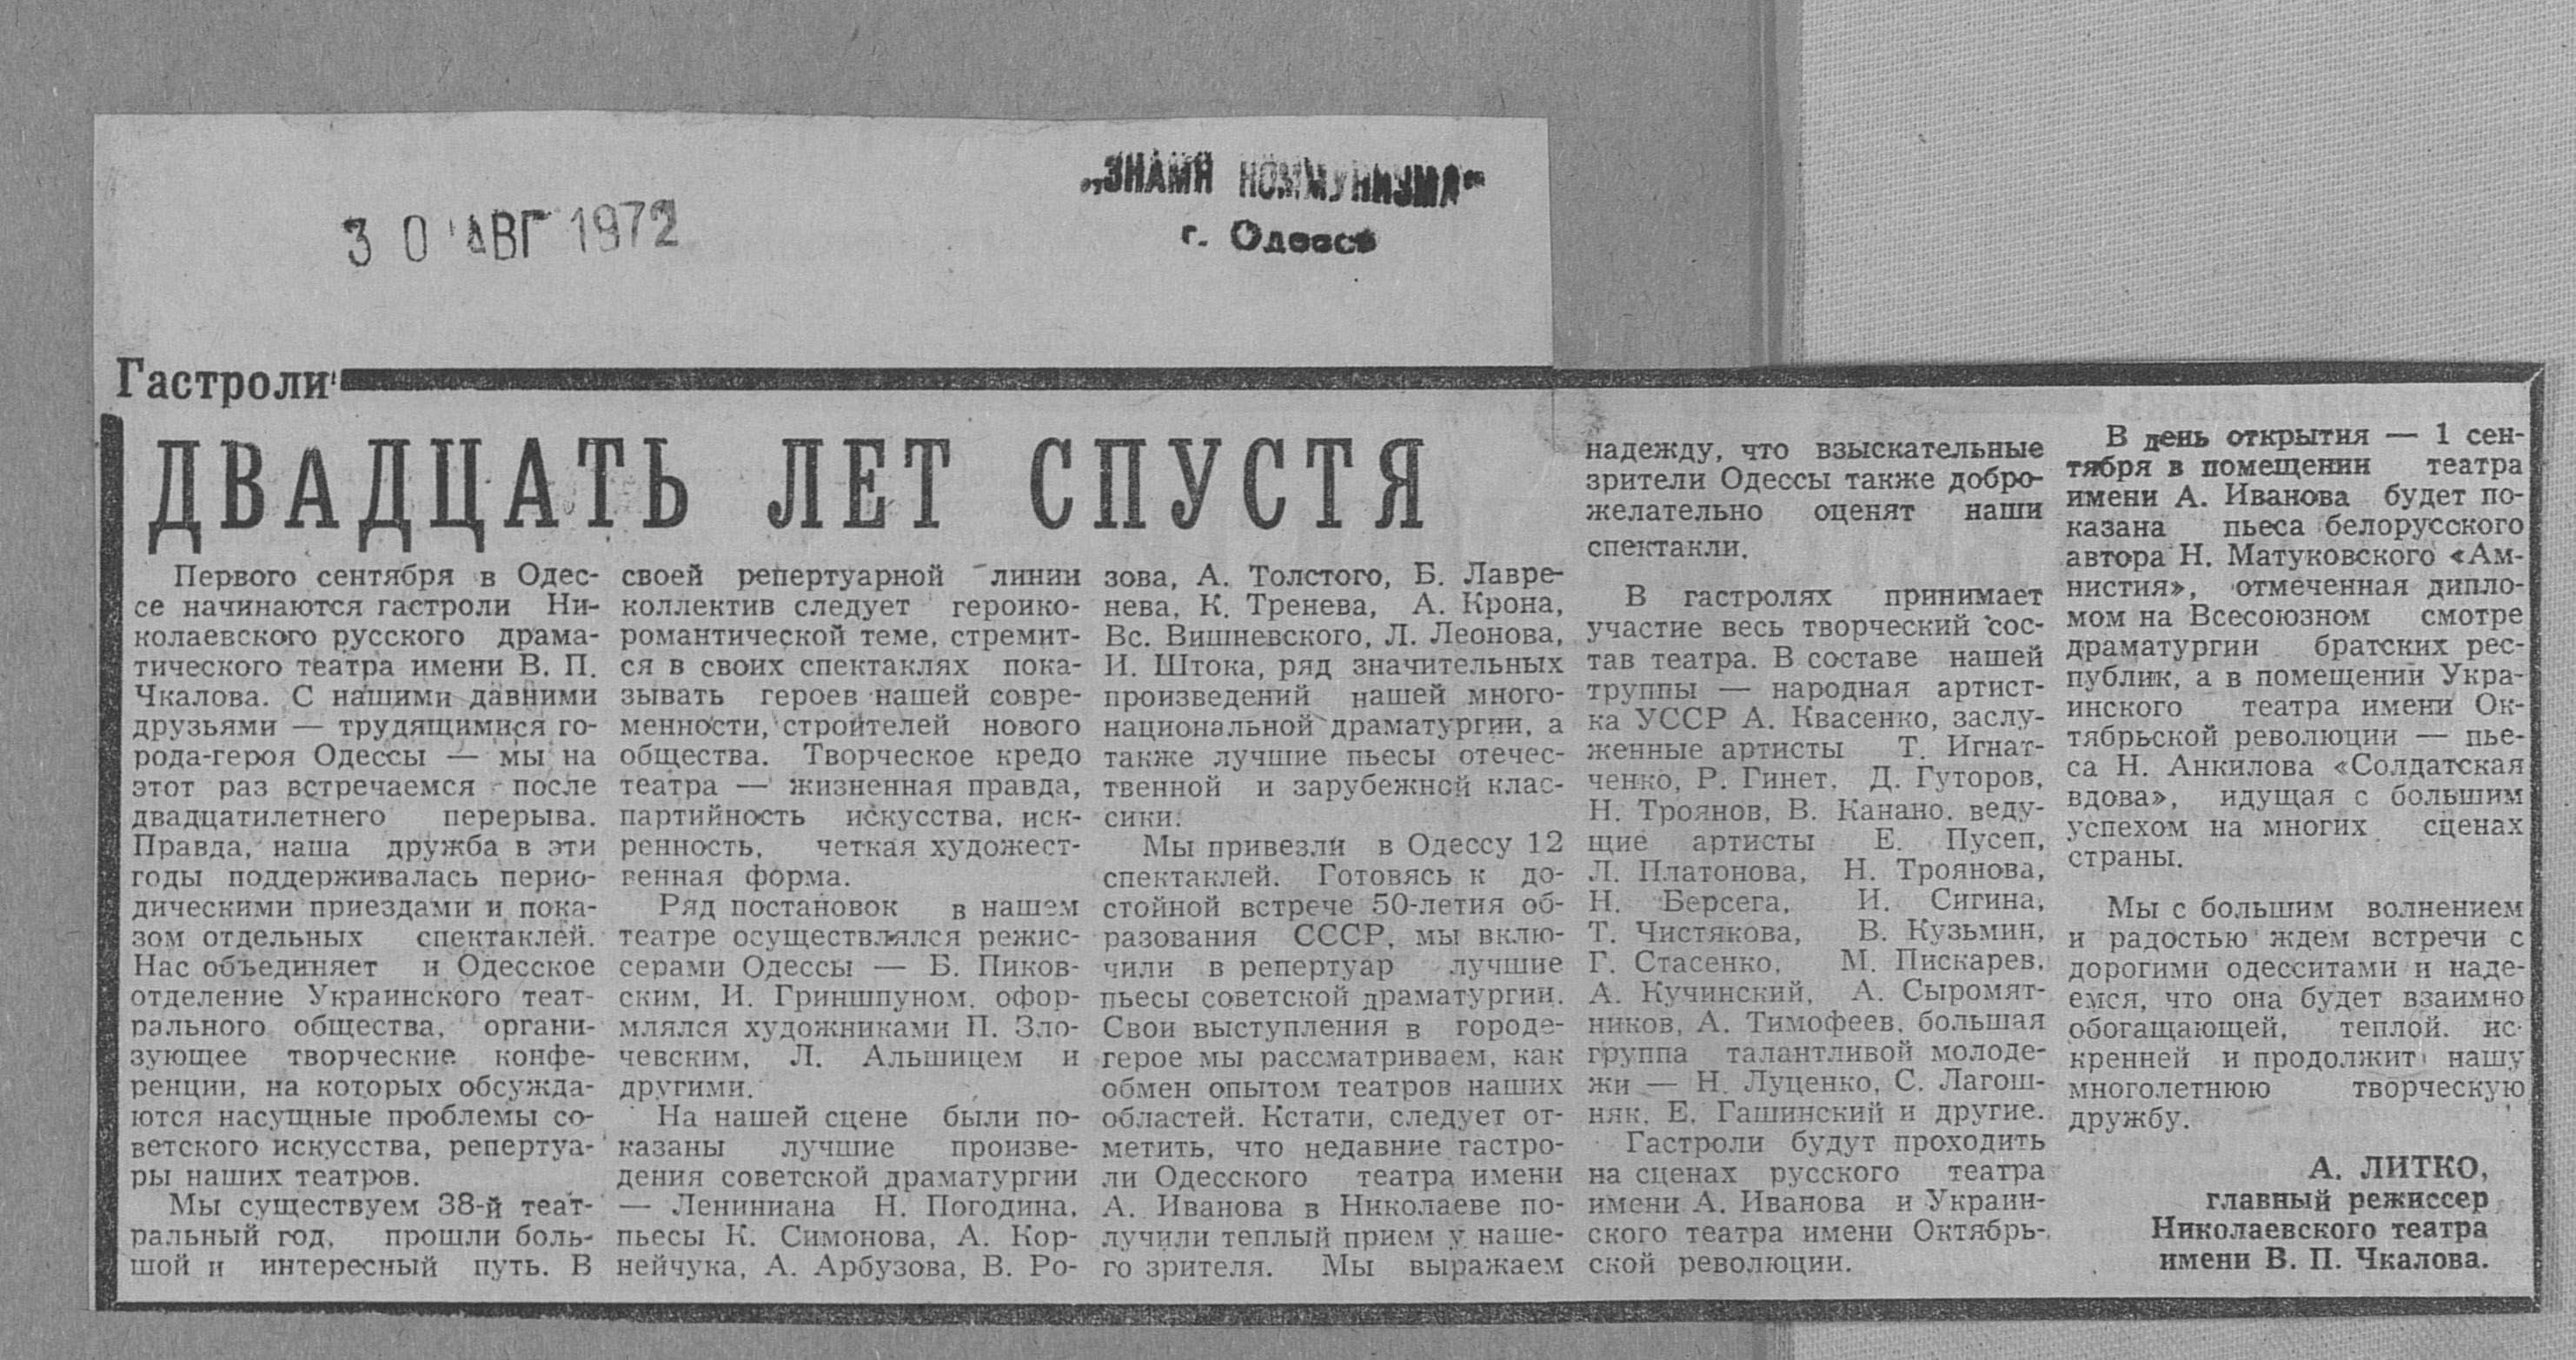 30 АВГ 1972
„ЗНАМЯ КОММУНИЗМА“
г. Одесса
Гастроли
ДВАДЦАТЬ ЛЕТ СПУСТЯ
Первого сентября в Одес-
се начинаются гастроли Ни-
колаевского русского драма-
тического театра имени В. П.
Чкалова. С нашими давними
друзьями — трудящимися го-
рода-героя Одессы — мы на
этот раз встречаемся после
двадцатилетнего перерыва.
Правда, наша дружба в эти
годы поддерживалась перио-
дическими приездами и пока-
зом отдельных спектаклей.
Нас объединяет и Одесское
отделение Украинского теат-
рального общества, органи-
зующее творческие конфе-
ренции, на которых обсужда-
ются насущные проблемы со-
ветского искусства, репертуа-
ры наших театров.
Мы существуем 38-й теат-
ральный год, прошли боль-
шой и интересный путь. В
своей репертуарной линии
коллектив следует героико-
романтической теме, стремит-
ся в своих спектаклях пока-
зывать героев нашей совре-
менности, строителей нового
общества. Творческое кредо
театра — жизненная правда,
партийность искусства, иск-
ренность, четкая художест-
венная форма.
Ряд постановок в нашем
театре осуществлялся режис-
серами Одессы — Б. Пиков-
ским, И. Гриншпуном, офор-
млялся художниками П. Зло-
чевским, Л. Альшицем и
другими.
На нашей сцене были по-
казаны лучшие произве-
дения советской драматургии
— Лениниана Н. Погодина,
пьесы К. Симонова, А. Кор-
нейчука, А. Арбузова, В. Ро-
зова, А. Толстого, Б. Лавре-
нева, К. Тренева, А. Крона,
Вс. Вишневского, Л. Леонова,
И. Штока, ряд значительных
произведений нашей много-
национальной драматургии, а
также лучшие пьесы отечес-
твенной и зарубежной клас-
сики.
Мы привезли в Одессу 12
спектаклей. Готовясь к до-
стойной встрече 50-летия об-
разования СССР, мы вклю-
чили в репертуар лучшие
пьесы советской драматургии.
Свои выступления в городе-
герое мы рассматриваем, как
обмен опытом театров наших
областей. Кстати, следует от-
метить, что недавние гастро-
ли Одесского театра имени
А. Иванова в Николаеве по-
лучили теплый прием у наше-
го зрителя. Мы выражаем
надежду, что взыскательные
зрители Одессы также добро-
желательно оценят наши
спектакли.
В гастролях принимает
участие весь творческий сос-
тав театра. В составе нашей
труппы — народная артист-
ка УССР А. Квасенко, заслу-
женные артисты Т. Игнат-
ченко, Р. Гинет, Д. Гуторов,
Н. Троянов, В. Канано, веду-
щие артисты Е. Пусеп,
Л. Платонова, Н. Троянова,
Н. Берсега, И. Сигина,
Т. Чистякова, В. Кузьмин,
Г. Стасенко, М. Пискарев,
А. Кучинский, А. Сыромят-
ников, А. Тимофеев, большая
группа талантливой молоде-
жи — Н. Луценко, С. Лагош-
няк, Е. Гашинский и другие.
Гастроли будут проходить
на сценах русского театра
имени А. Иванова и Украин-
ского театра имени Октябрь-
ской революции.
В день открытия — 1 сен-
тября в помещении театра
имени А. Иванова будет по-
казана пьеса белорусского
автора Н. Матуковского «Ам-
нистия», отмеченная дипло-
мом на Всесоюзном смотре
драматургии братских рес-
публик, а в помещении Укра-
инского театра имени Ок-
тябрьской революции — пье-
са Н. Анкилова «Солдатская
вдова», идущая с большим
успехом на многих сценах
страны.
Мы с большим волнением
и радостью ждем встречи с
дорогими одесситами и наде-
емся, что она будет взаимно
обогащающей, теплой, ис-
кренней и продолжит нашу
многолетнюю творческую
дружбу.
А. ЛИТКО,
главный режиссер
Николаевского театра
имени В. П. Чкалова.